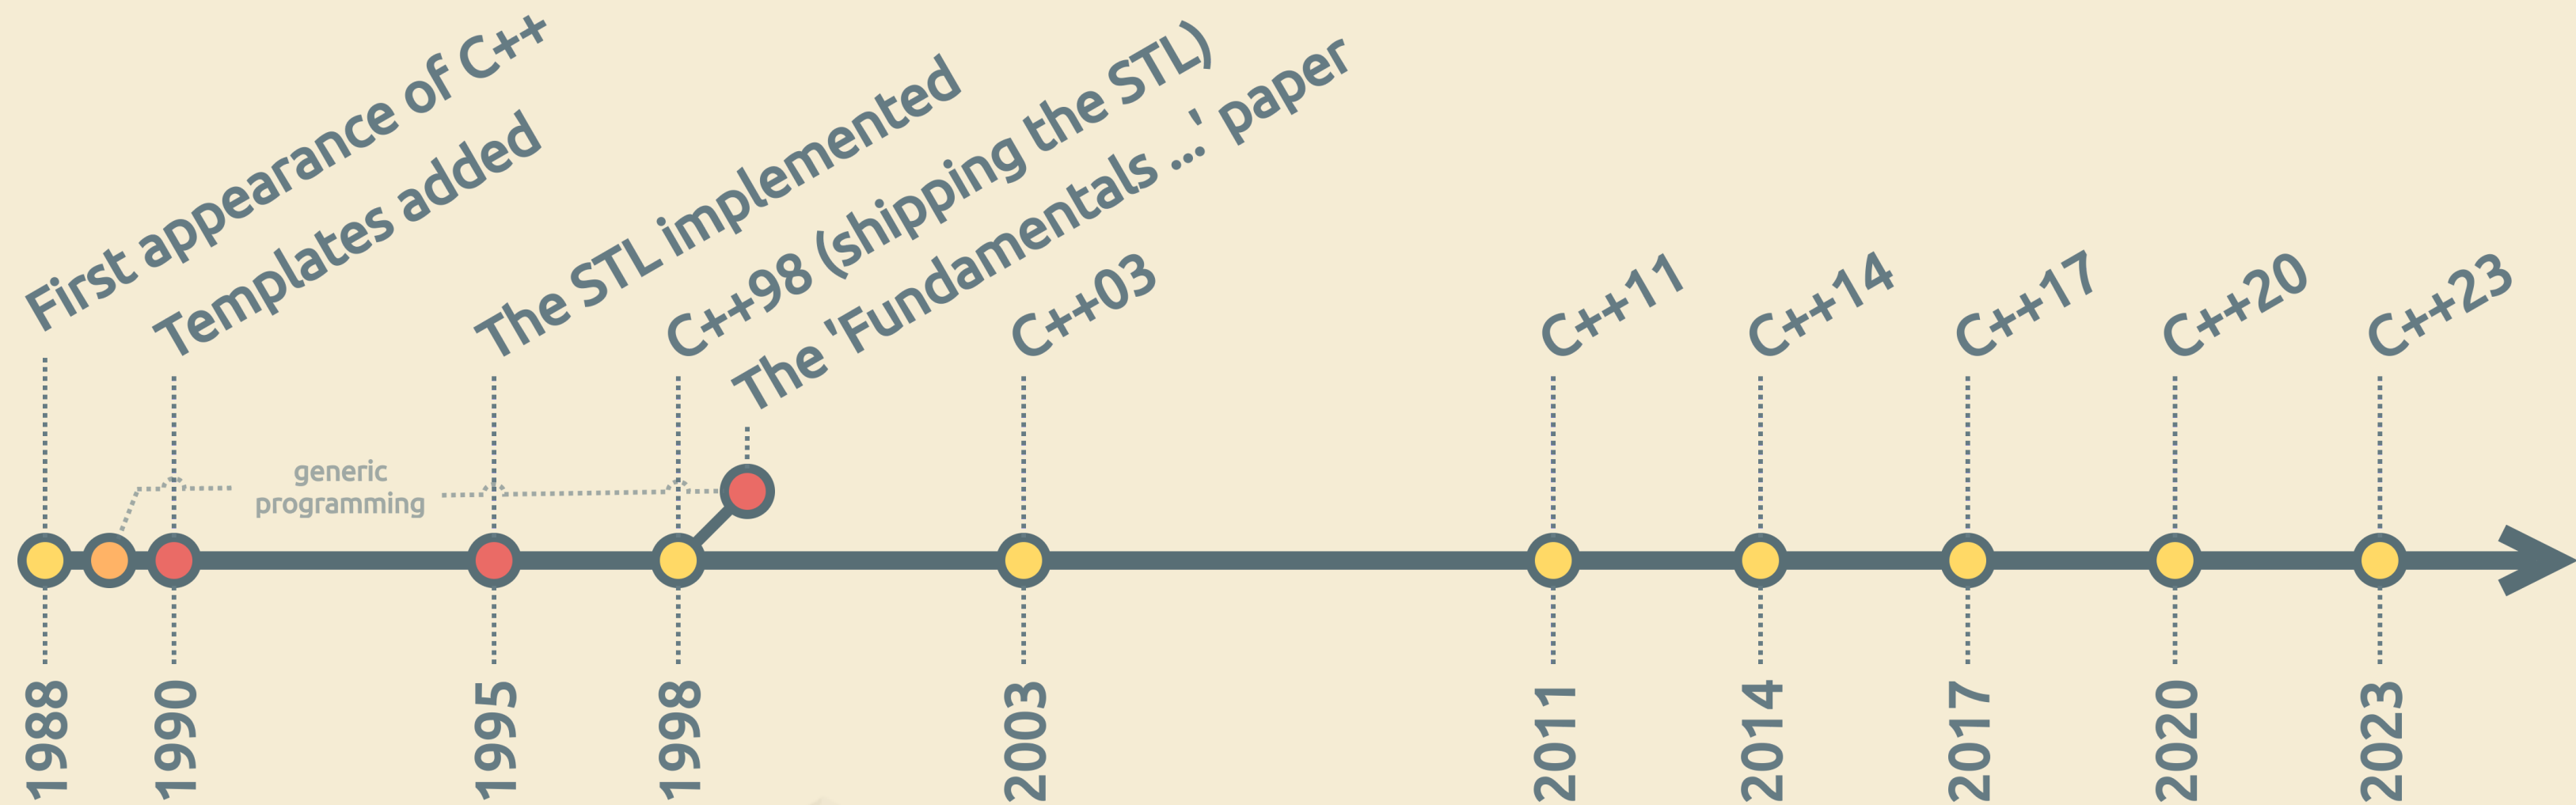 First appearance of C++
Templates added
The STL implemented
C++98 (shipping the STL)
The 'Fundamentals ...' paper
C++03
C++11
C++14
C++17
C++20
C++23
generic
programming
1988
1990
1995
1998
2003
2011
2014
2017
2020
2023